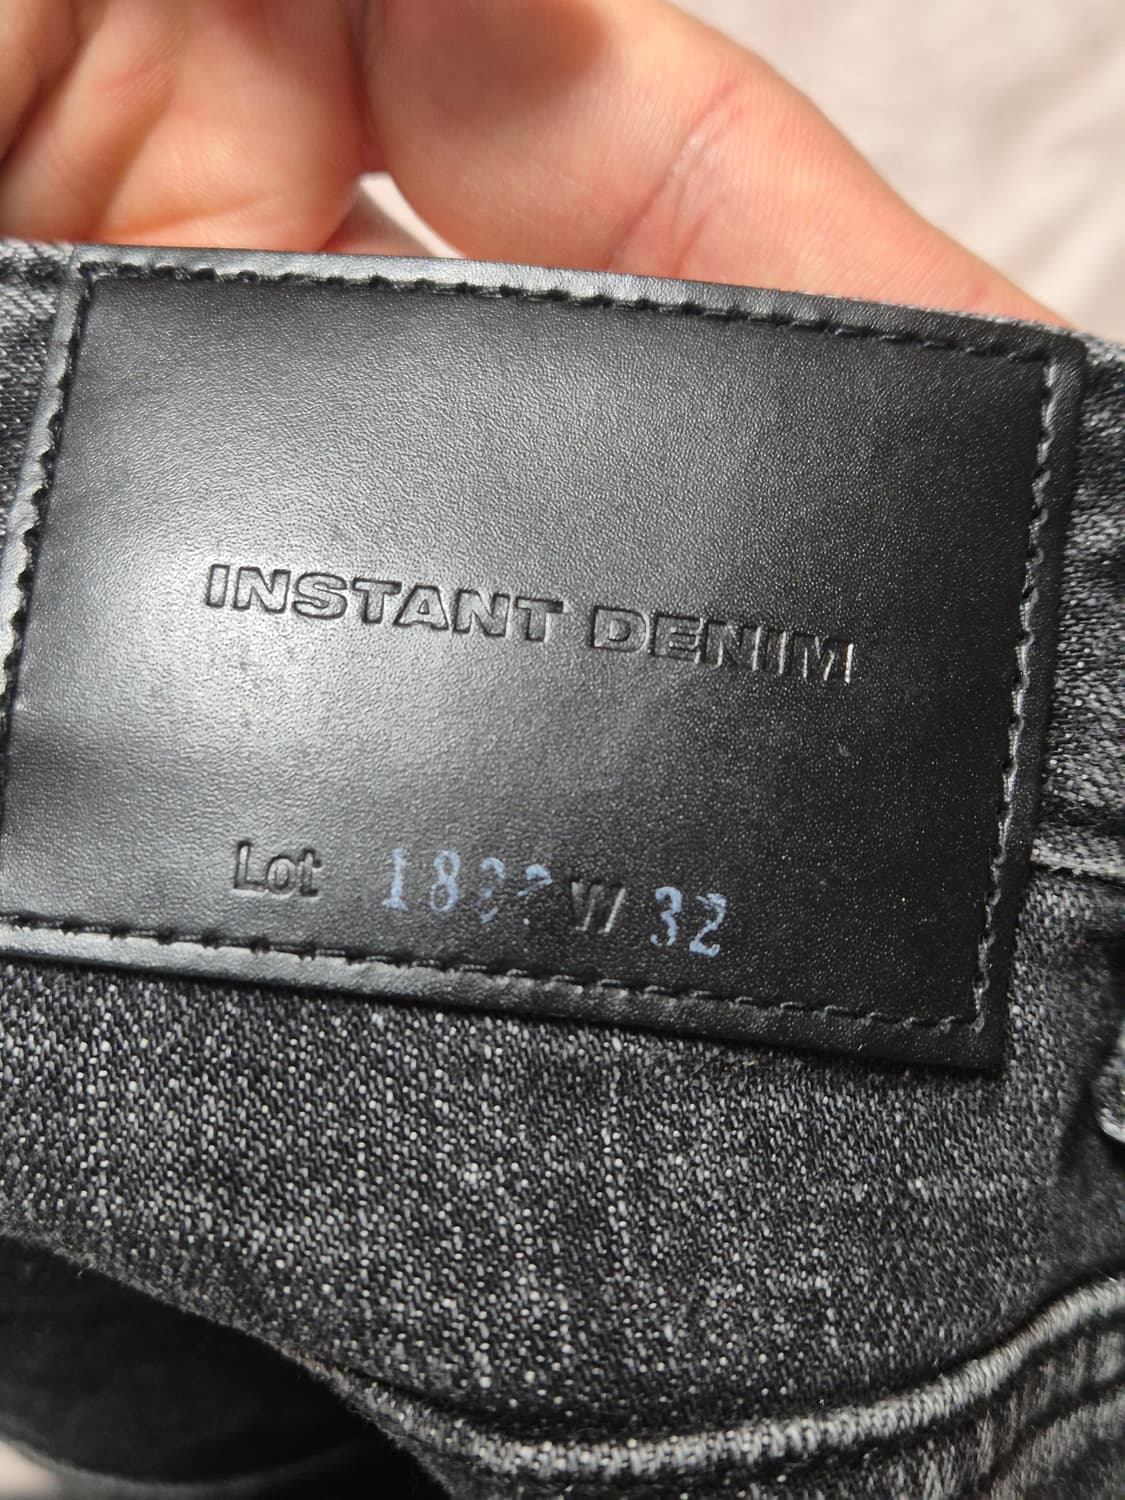 INSTANT DENIM
Lot W 32